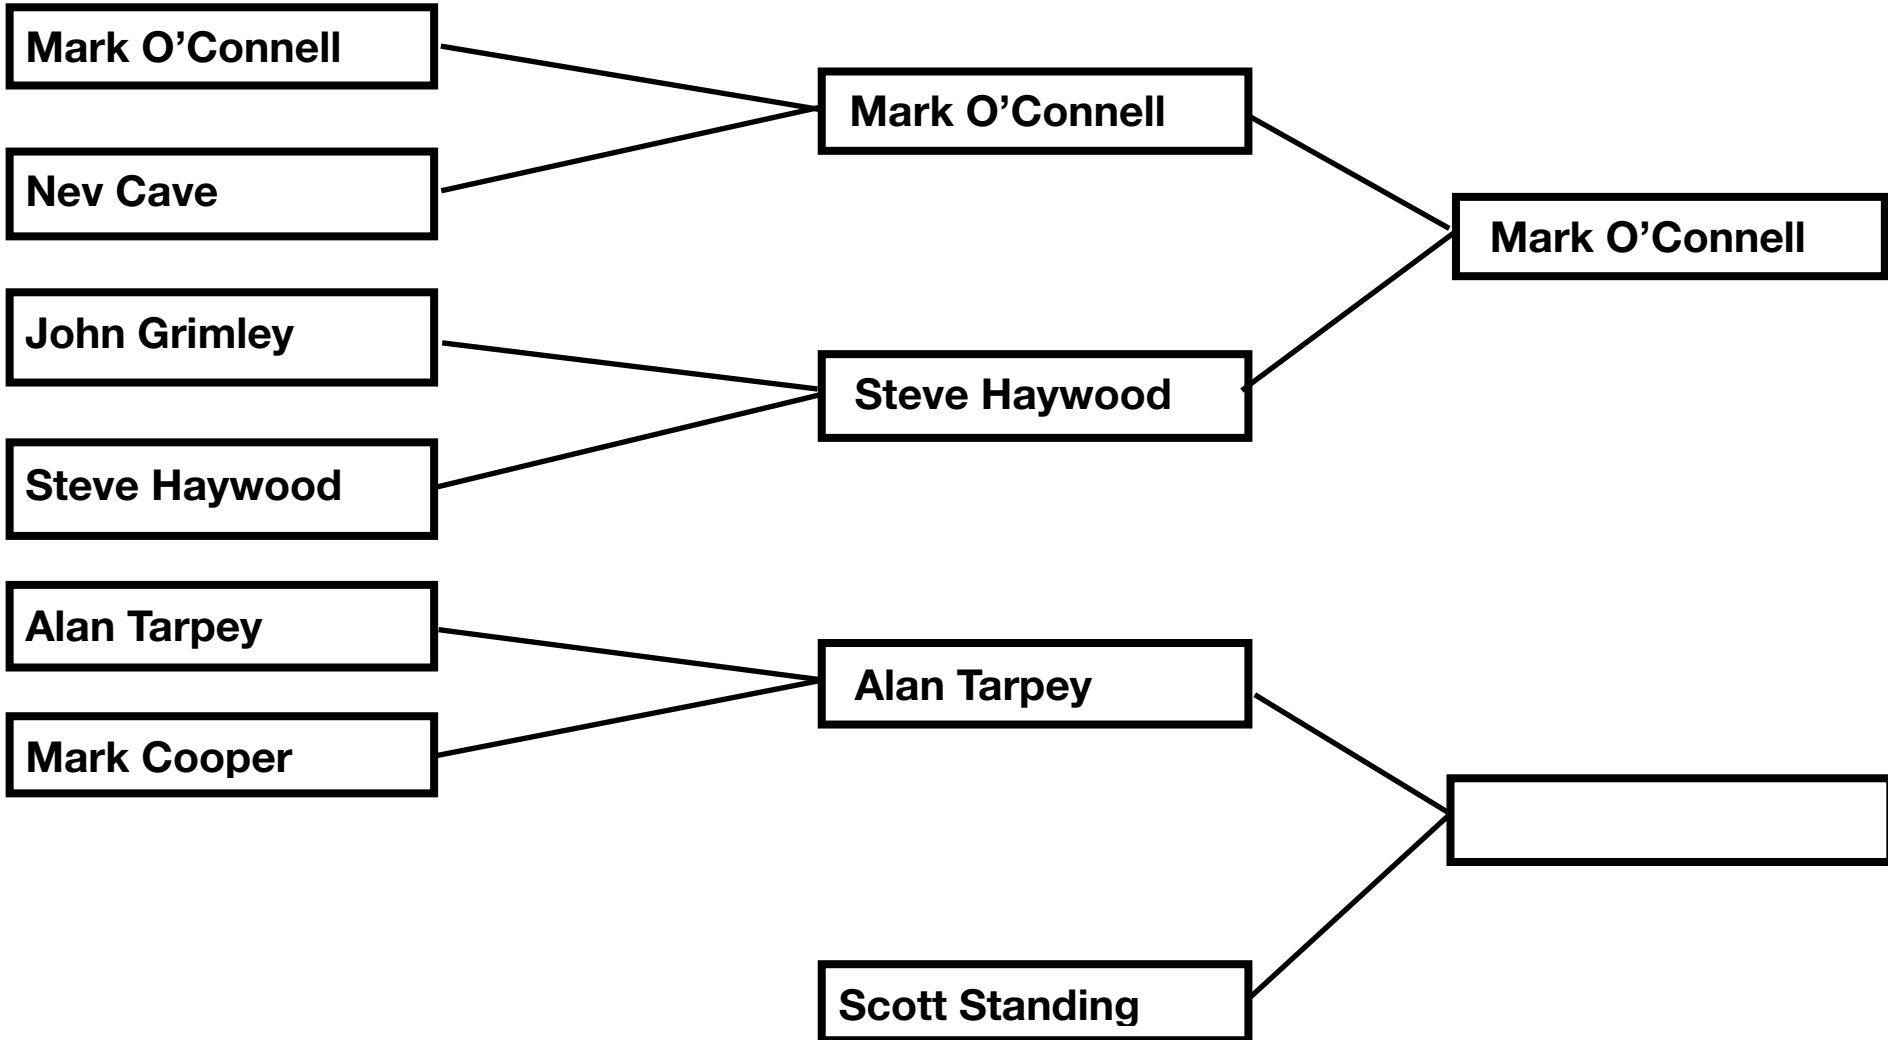 Mark O’Connell
Nev Cave
John Grimley
Steve Haywood
Alan Tarpey
Mark Cooper
Mark O’Connell
Steve Haywood
Alan Tarpey
Scott Standing
Mark O’Connell